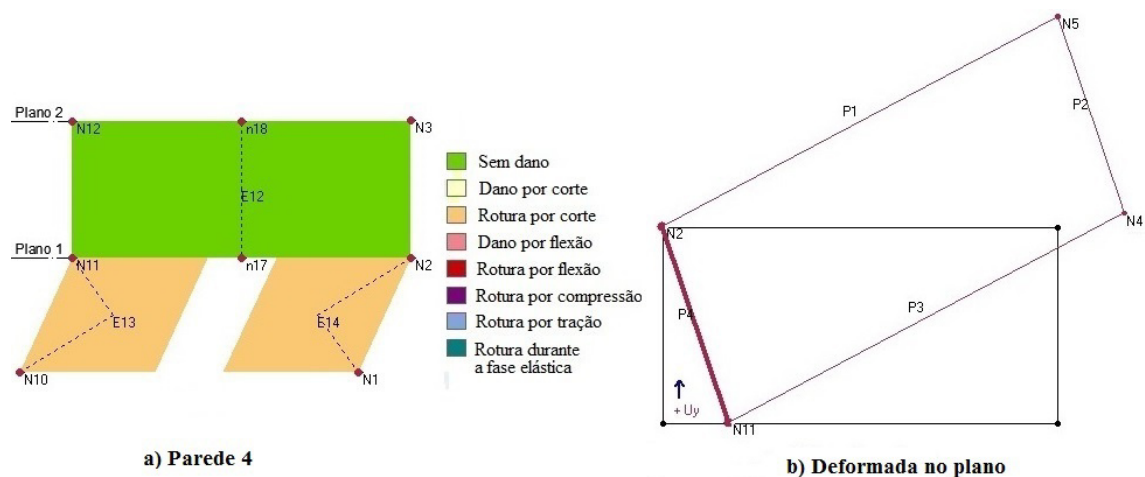 Plano 2
N12
n18
N3
E12
Plano 1
N11
n17
N2
E13
E14
N10
N1
Sem dano
Dano por corte
Rotura por corte
Dano por flexão
Rotura por flexão
Rotura por compressão
Rotura por tração
Rotura durante
a fase elástica
a) Parede 4
N5
P1
P2
N4
N2
P4
P3
+ Uy
N11
b) Deformada no plano